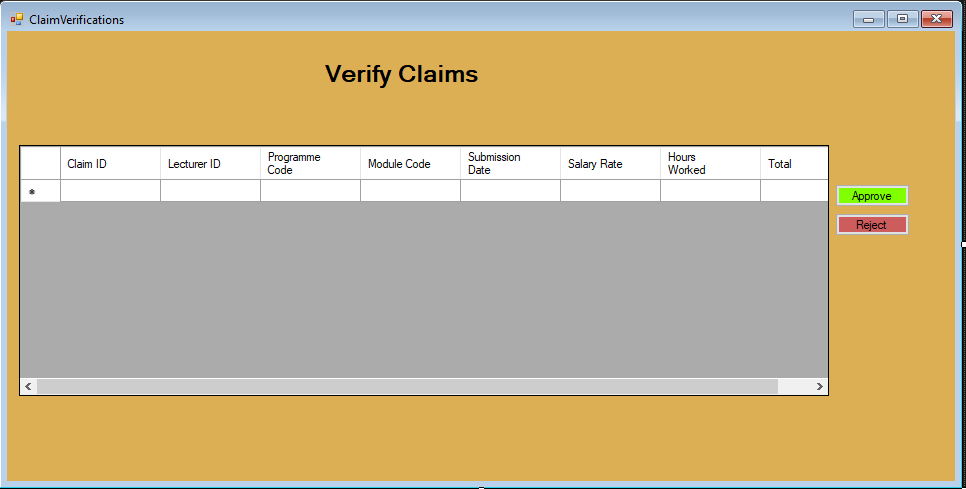 ClaimVerifications
Verify Claims
Claim ID
Lecturer ID
Programme
Code
Module Code
Submission
Date
Salary Rate
Hours
Worked
Total
Approve
Reject